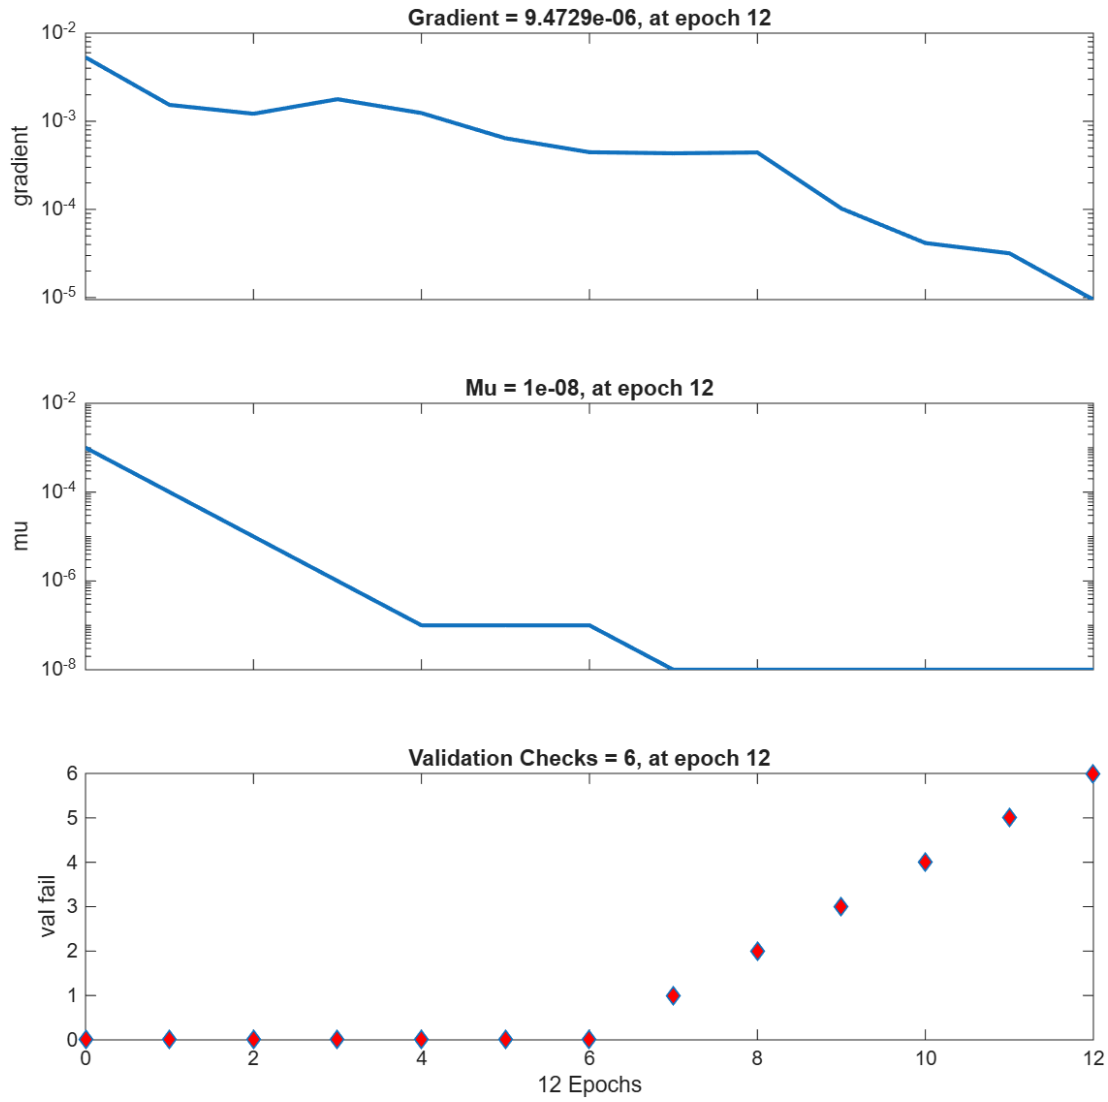 Gradient = 9.4729e-06, at epoch 12
10^-2
10^-3
10^-4
10^-5
gradient
Mu = 1e-08, at epoch 12
10^-2
10^-4
10^-6
10^-8
mu
Validation Checks = 6, at epoch 12
6
5
4
3
2
1
0
val fail
0 2 4 6 8 10 12
12 Epochs